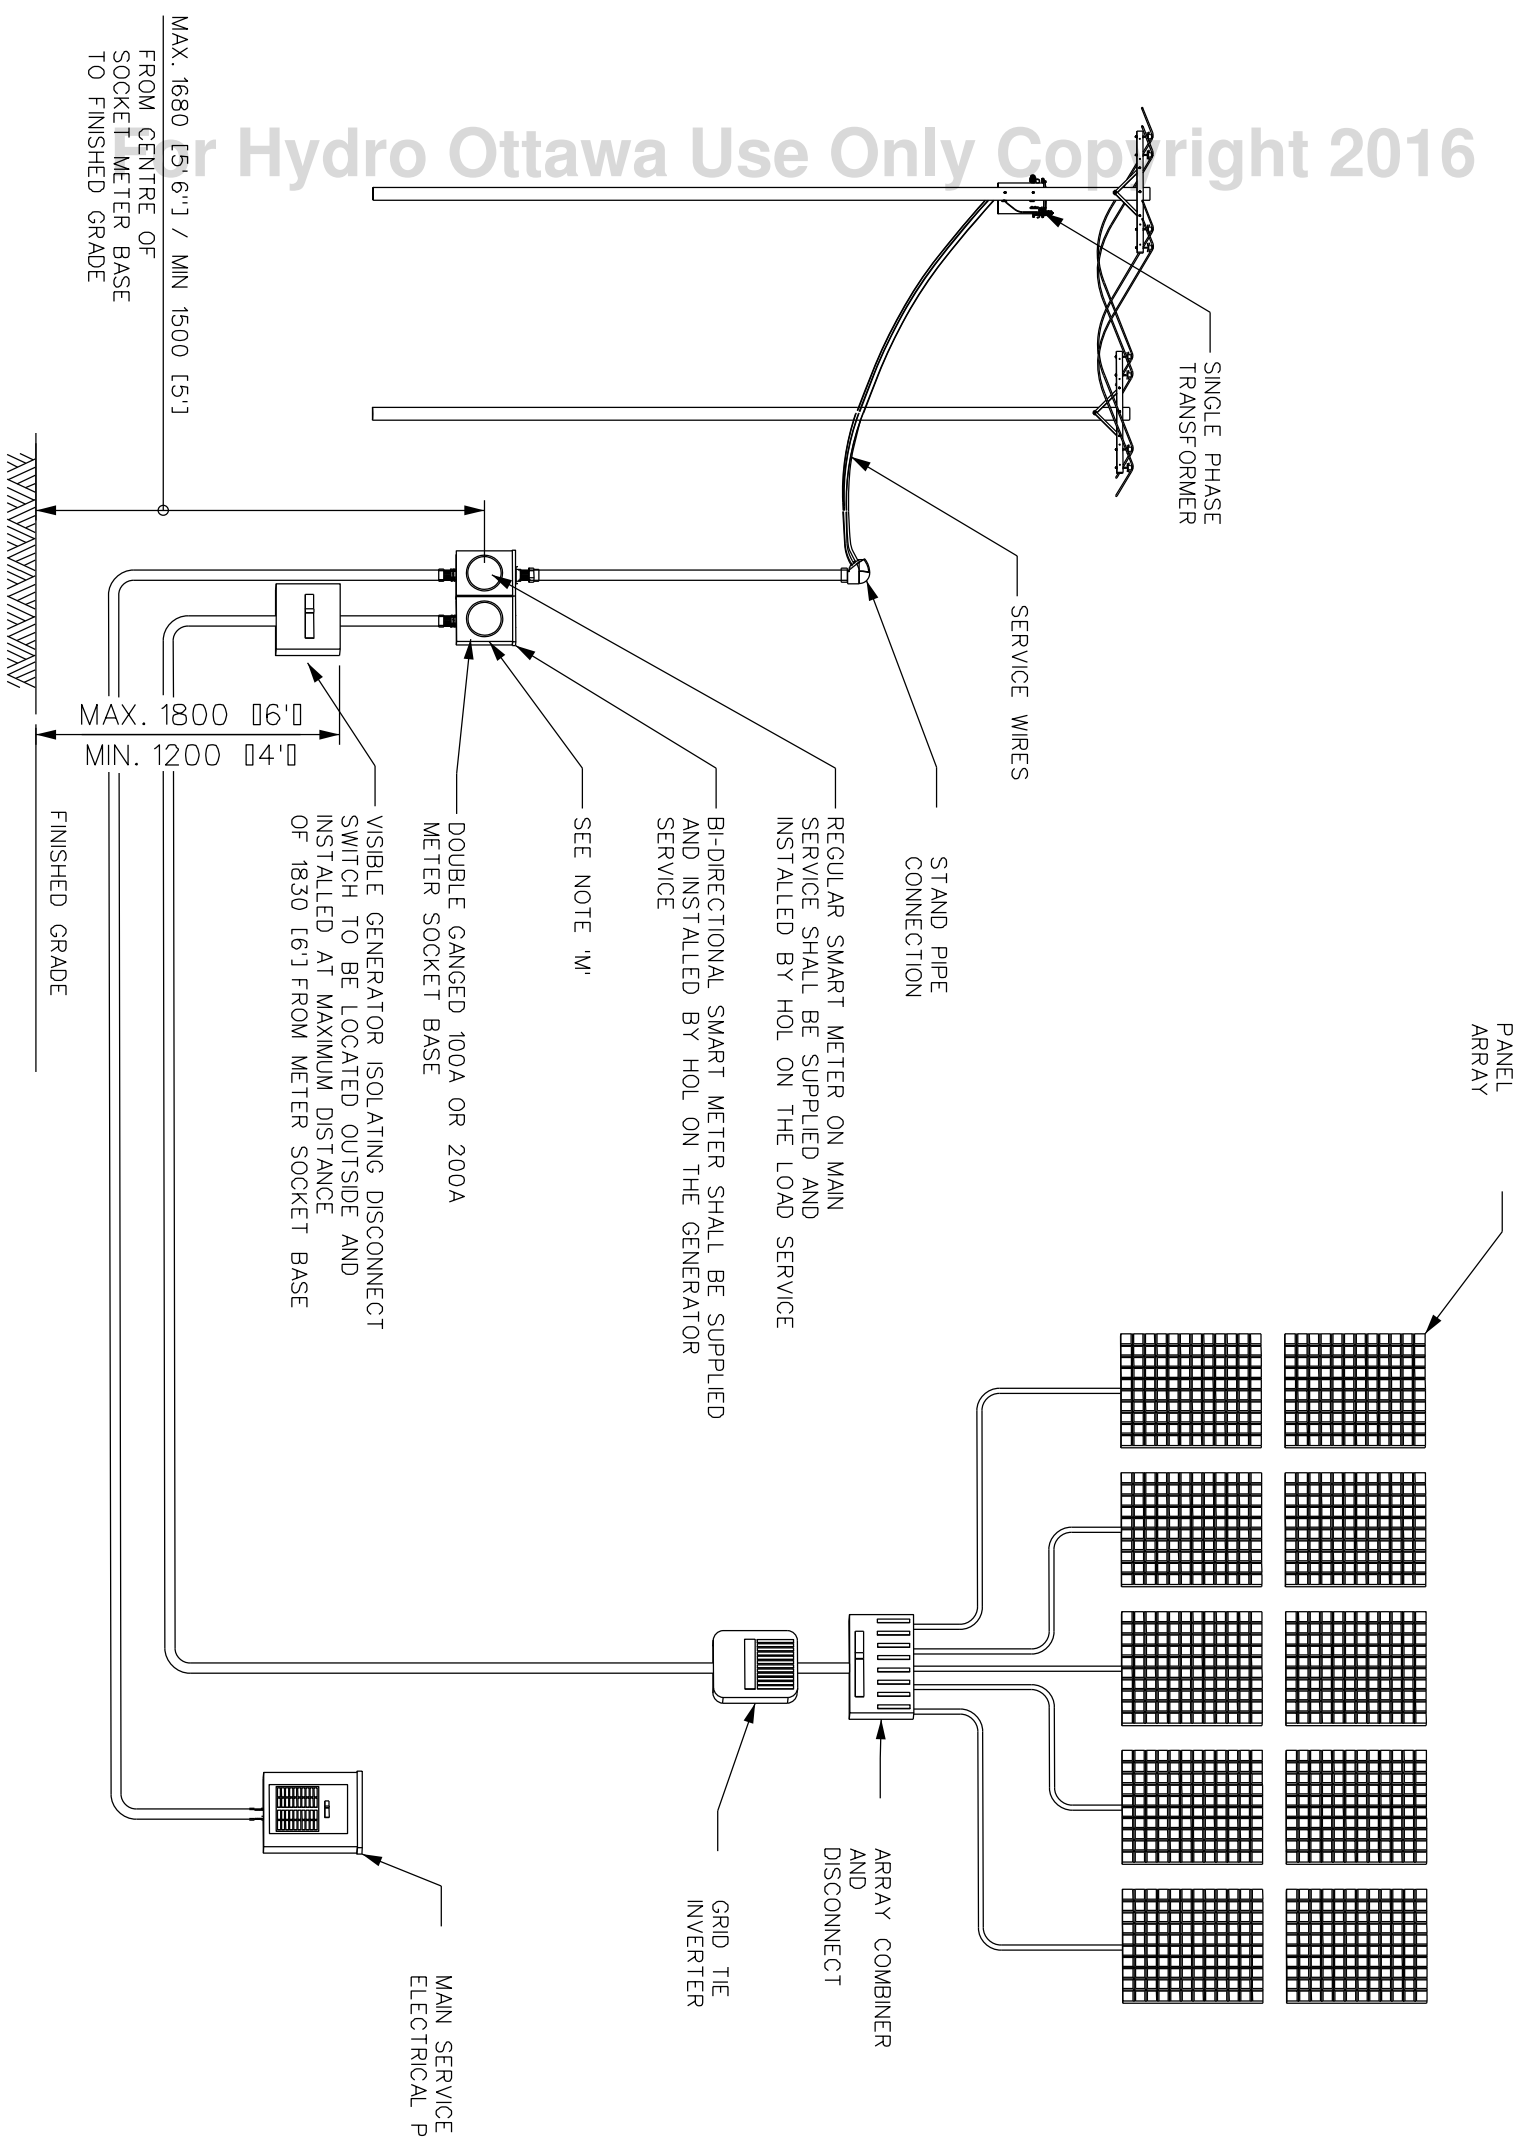 For Hydro Ottawa Use Only Copyright 2016
PANEL
ARRAY
SINGLE PHASE
TRANSFORMER
SERVICE WIRES
STAND PIPE
CONNECTION
REGULAR SMART METER ON MAIN
SERVICE SHALL BE SUPPLIED AND
INSTALLED BY HOL ON THE LOAD SERVICE
BI-DIRECTIONAL SMART METER SHALL BE SUPPLIED
AND INSTALLED BY HOL ON THE GENERATOR
SERVICE
SEE NOTE 'M'
DOUBLE GANGED 100A OR 200A
METER SOCKET BASE
VISIBLE GENERATOR ISOLATING DISCONNECT
SWITCH TO BE LOCATED OUTSIDE AND
INSTALLED AT MAXIMUM DISTANCE
OF 1830 [6'] FROM METER SOCKET BASE
ARRAY COMBINER
AND
DISCONNECT
GRID TIE
INVERTER
MAIN SERVICE
ELECTRICAL P
MAX. 1680 [5'6"] / MIN 1500 [5']
FROM CENTRE OF
SOCKET METER BASE
TO FINISHED GRADE
MAX. 1800 ▯6'▯
MIN. 1200 ▯4'▯
FINISHED GRADE